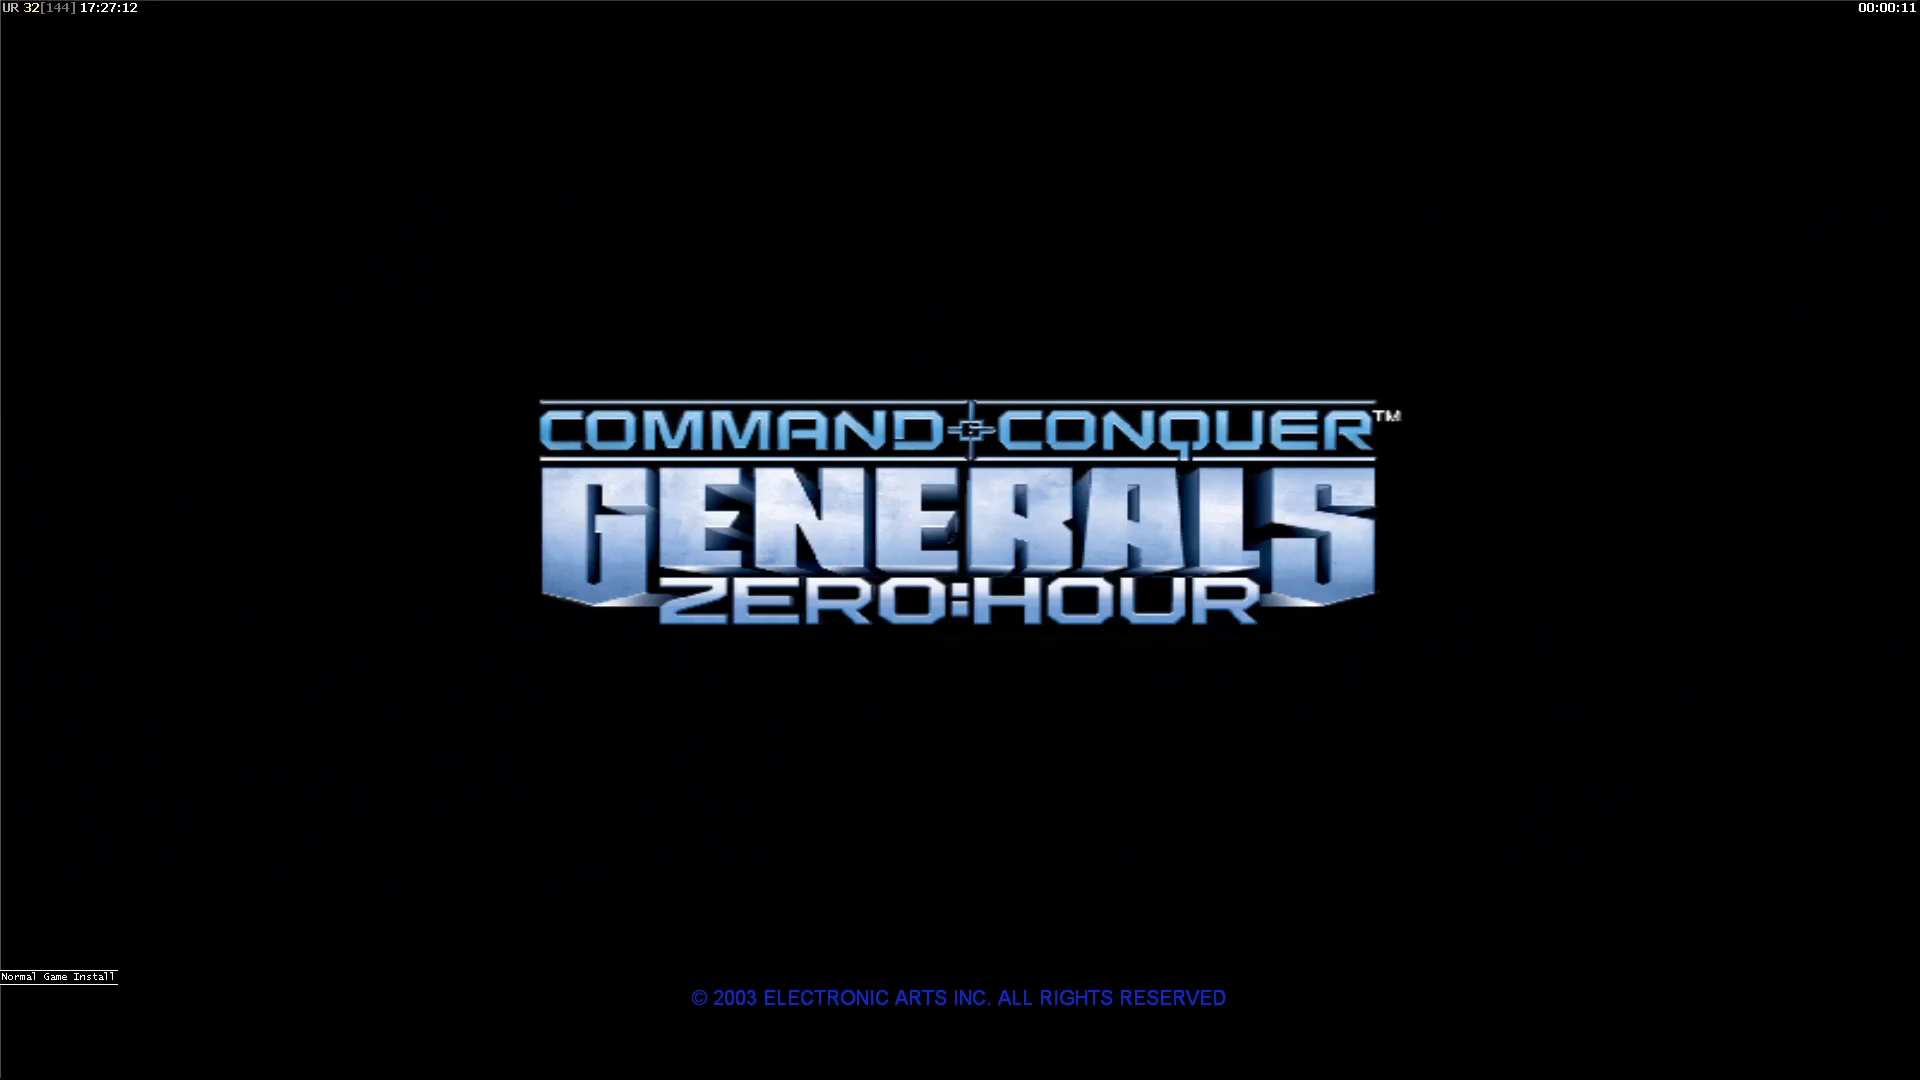 UR 32[144] 17:27:12
00:00:11
COMMAND CONQUER™
GENERALS
ZERO:HOUR
Normal Game Install
© 2003 ELECTRONIC ARTS INC. ALL RIGHTS RESERVED